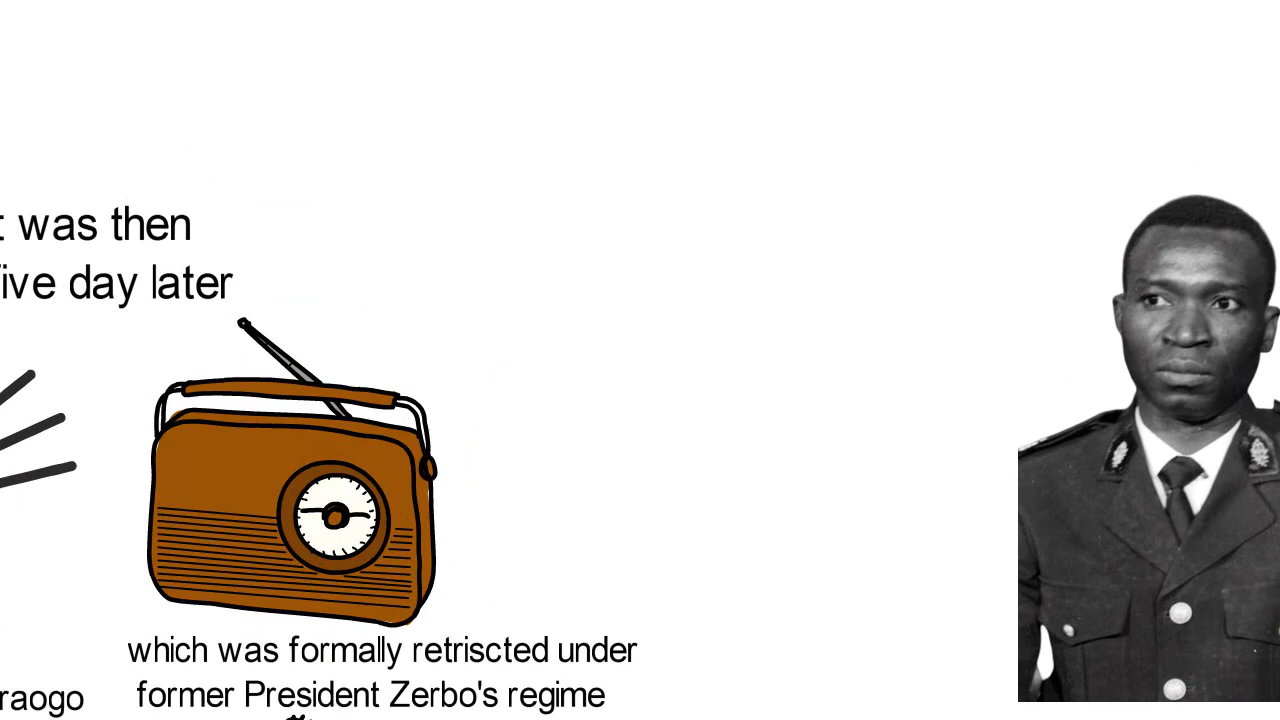 was then
five day later
which was formally retriscted under
former President Zerbo's regime
raogo